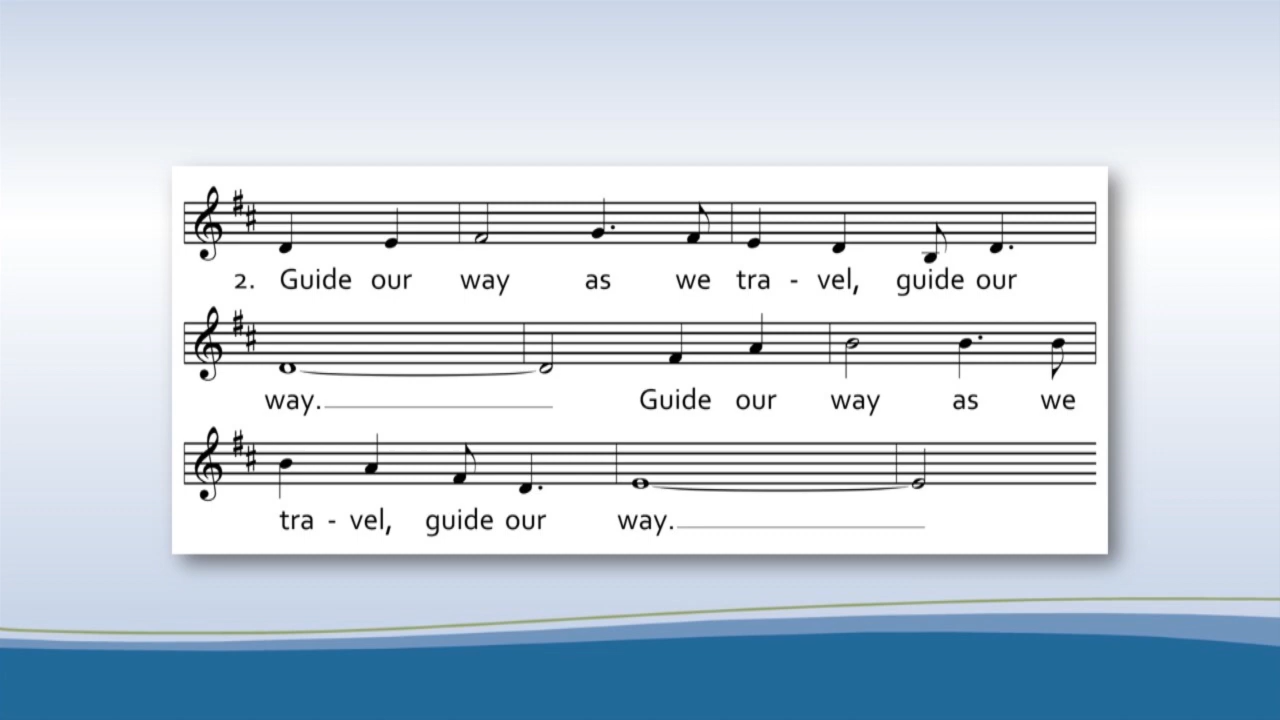 2. Guide our way as we tra - vel, guide our
way. Guide our way as we
tra - vel, guide our way.